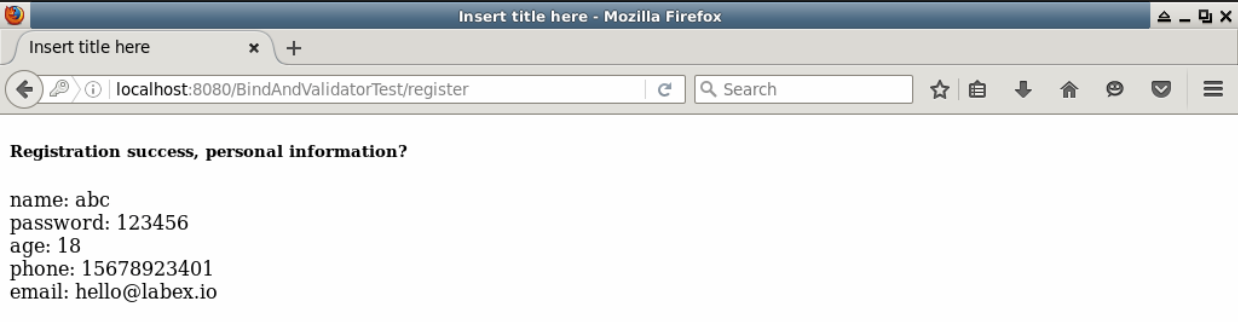 Insert title here - Mozilla Firefox
Insert title here
localhost:8080/BindAndValidatorTest/register
Search
Registration success, personal information?
name: abc
password: 123456
age: 18
phone: 15678923401
email: hello@labex.io